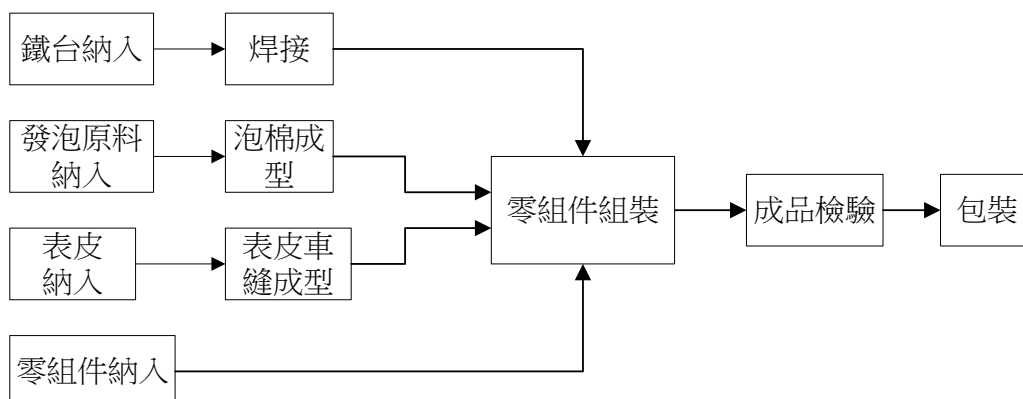 鐵台納入
焊接
發泡原料
納入
泡棉成
型
零組件組裝
成品檢驗
包裝
表皮
納入
表皮車
縫成型
零組件納入